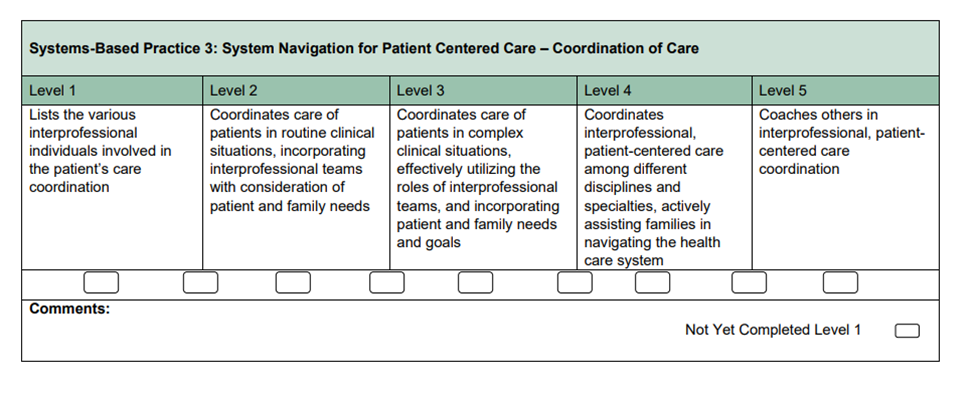 Systems-Based Practice 3: System Navigation for Patient Centered Care – Coordination of Care
Level 1
Level 2
Level 3
Level 4
Level 5
Lists the various
interprofessional
individuals involved in
the patient's care
coordination
Coordinates care of
patients in routine clinical
situations, incorporating
interprofessional teams
with consideration of
patient and family needs
Coordinates care of
patients in complex
clinical situations,
effectively utilizing the
roles of interprofessional
teams, and incorporating
patient and family needs
and goals
Coordinates
interprofessional,
patient-centered care
among different
disciplines and
specialties, actively
assisting families in
navigating the health
care system
Coaches others in
interprofessional, patient-
centered care
coordination
Comments:
Not Yet Completed Level 1